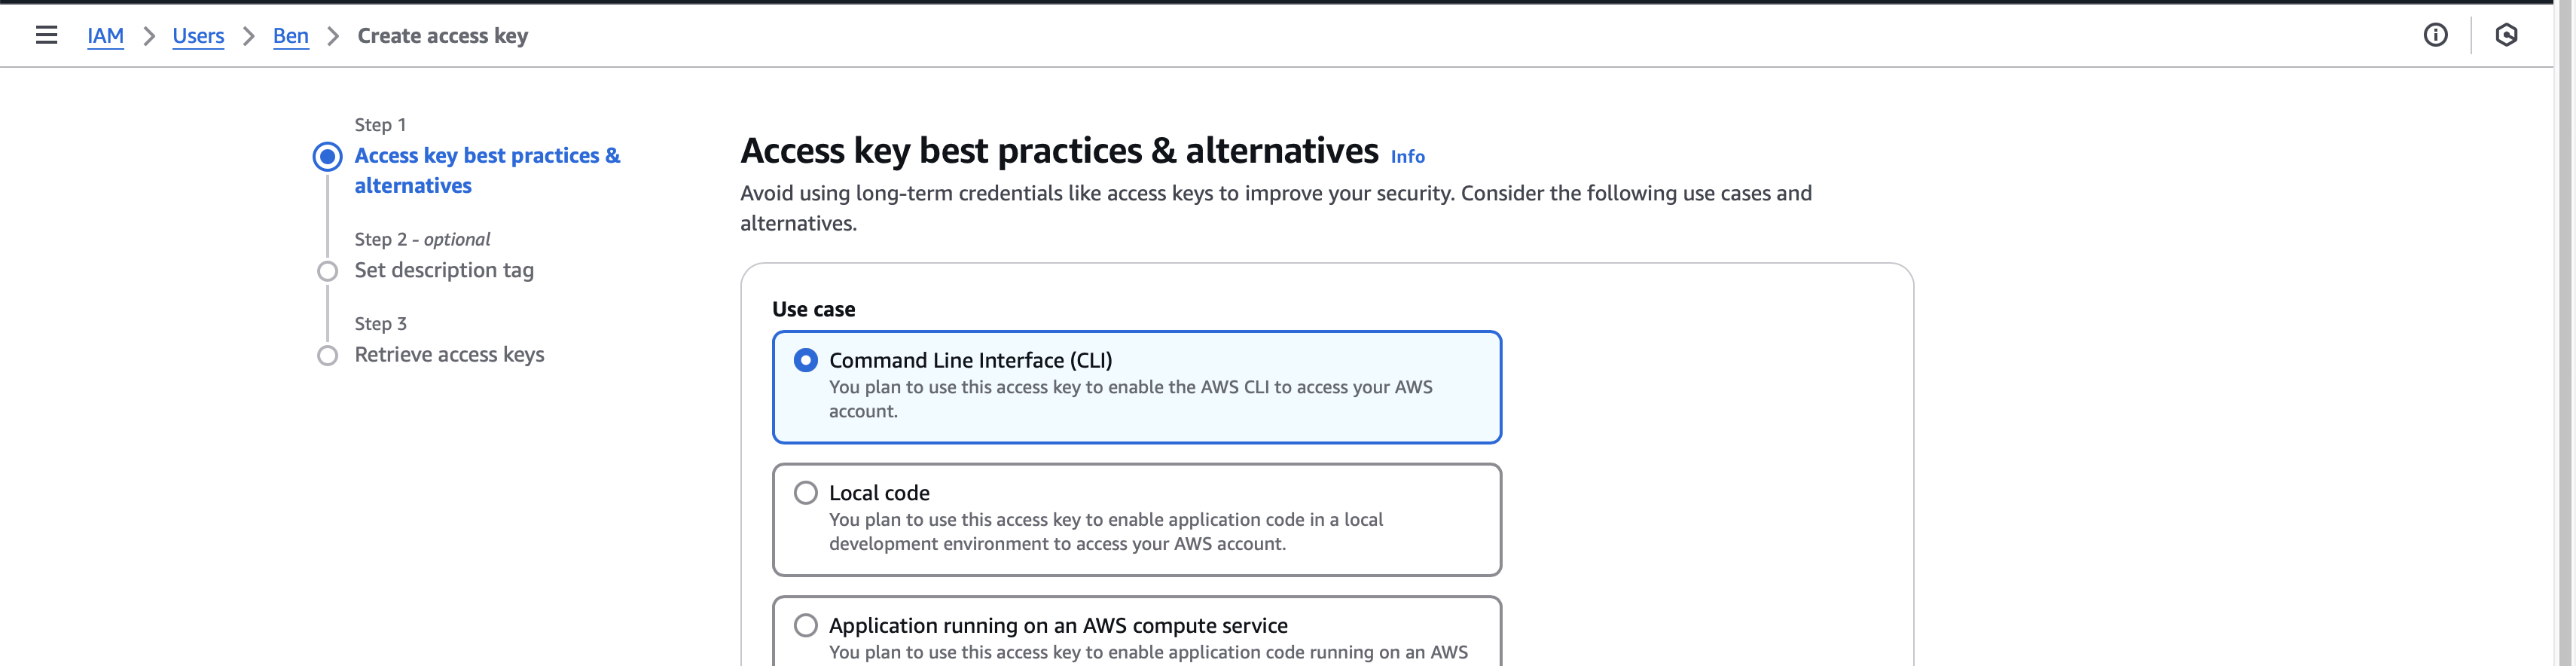 IAM > Users > Ben > Create access key
Step 1
Access key best practices &
alternatives
Step 2 - optional
Set description tag
Step 3
Retrieve access keys
Access key best practices & alternatives Info
Avoid using long-term credentials like access keys to improve your security. Consider the following use cases and
alternatives.
Use case
Command Line Interface (CLI)
You plan to use this access key to enable the AWS CLI to access your AWS
account.
Local code
You plan to use this access key to enable application code in a local
development environment to access your AWS account.
Application running on an AWS compute service
You plan to use this access key to enable application code running on an AWS